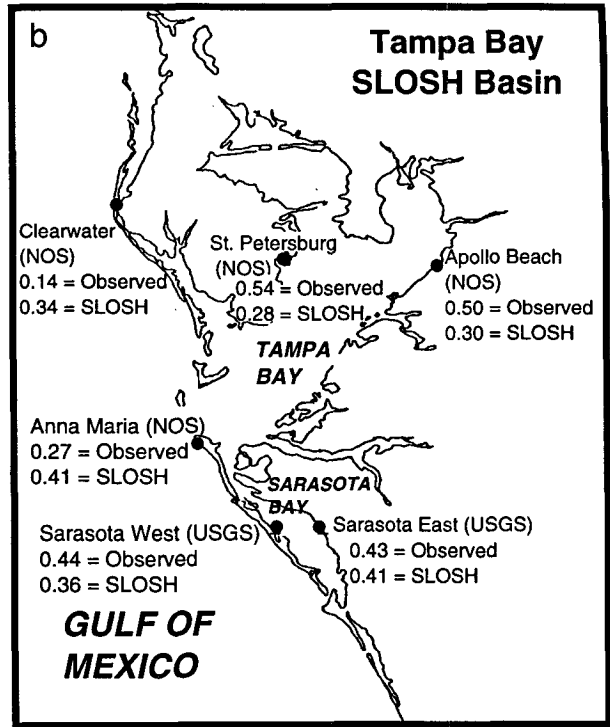 b
Tampa Bay
SLOSH Basin
Clearwater
(NOS)
0.14 = Observed
0.34 = SLOSH
St. Petersburg
(NOS)
0.54 = Observed
0.28 = SLOSH
Apollo Beach
(NOS)
0.50 = Observed
0.30 = SLOSH
TAMPA
BAY
Anna Maria (NOS)
0.27 = Observed
0.41 = SLOSH
SARASOTA
BAY
Sarasota West (USGS)
0.44 = Observed
0.36 = SLOSH
Sarasota East (USGS)
0.43 = Observed
0.41 = SLOSH
GULF OF
MEXICO